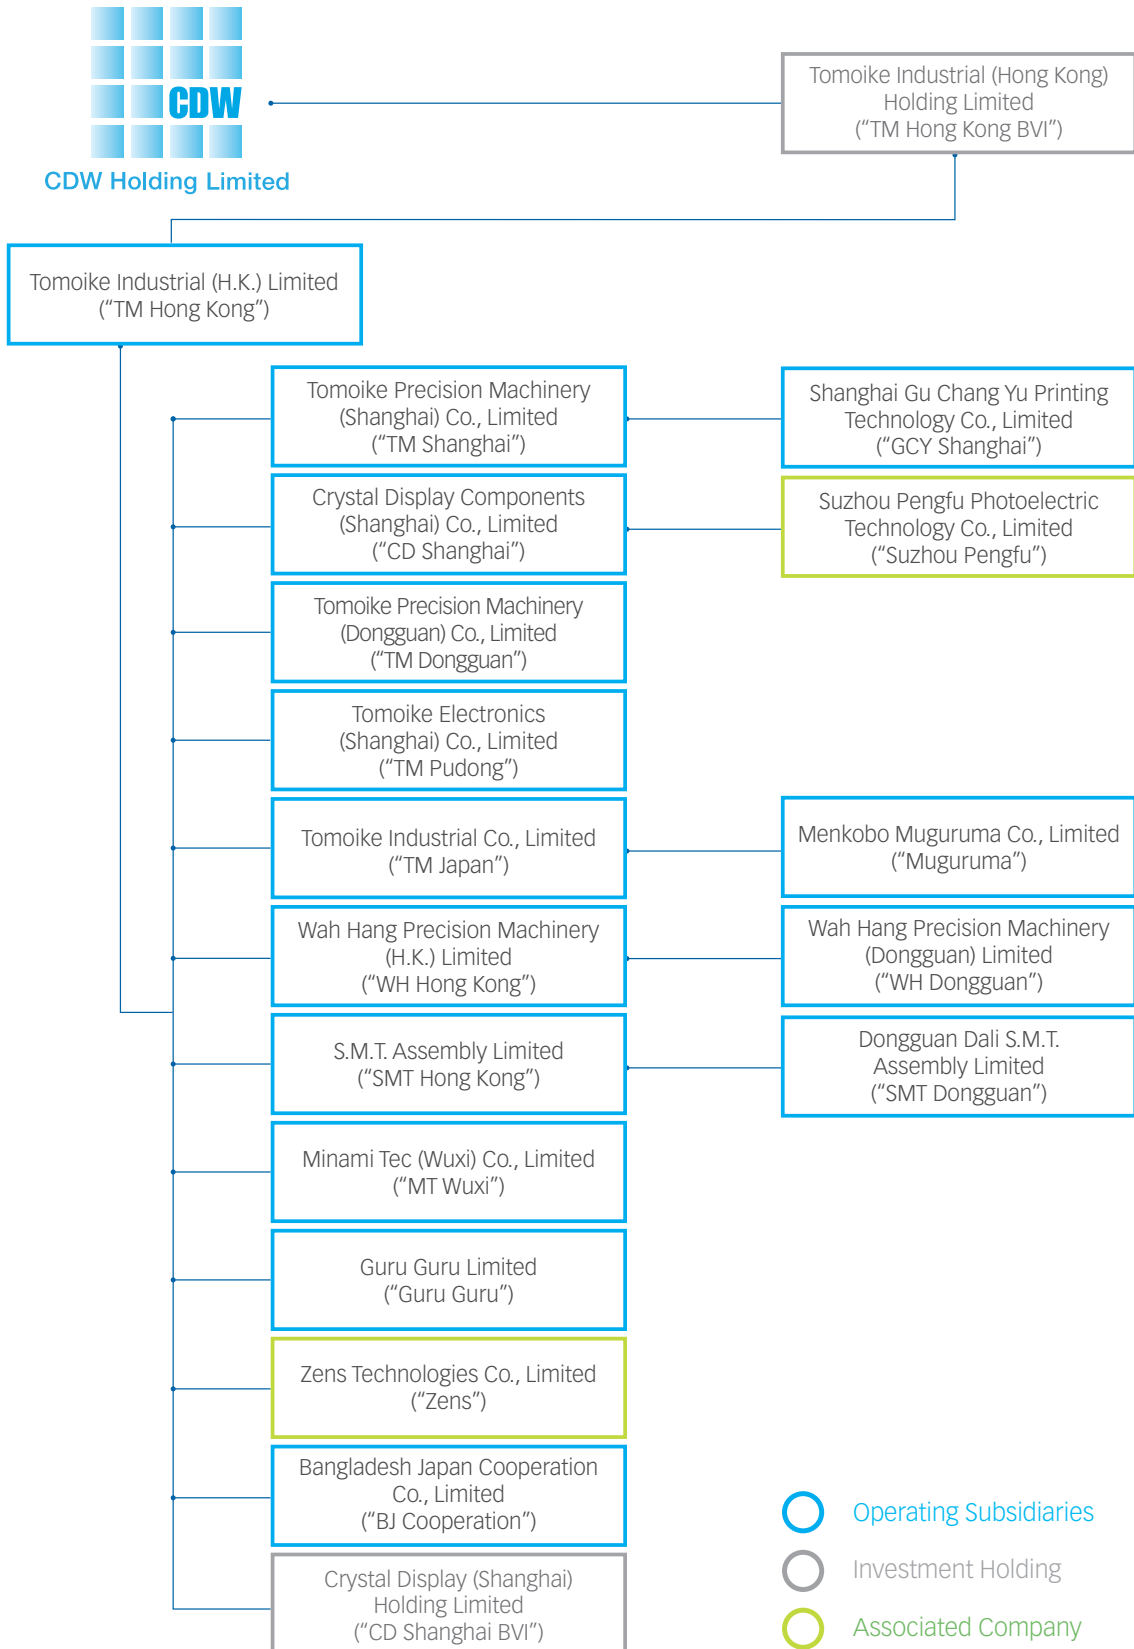 CDW
CDW Holding Limited
Tomoike Industrial (Hong Kong)
Holding Limited
(“TM Hong Kong BVI”)
Tomoike Industrial (H.K.) Limited
(“TM Hong Kong”)
Tomoike Precision Machinery
(Shanghai) Co., Limited
(“TM Shanghai”)
Shanghai Gu Chang Yu Printing
Technology Co., Limited
(“GCY Shanghai”)
Crystal Display Components
(Shanghai) Co., Limited
(“CD Shanghai”)
Suzhou Pengfu Photoelectric
Technology Co., Limited
(“Suzhou Pengfu”)
Tomoike Precision Machinery
(Dongguan) Co., Limited
(“TM Dongguan”)
Tomoike Electronics
(Shanghai) Co., Limited
(“TM Pudong”)
Tomoike Industrial Co., Limited
(“TM Japan”)
Menkobo Muguruma Co., Limited
(“Muguruma”)
Wah Hang Precision Machinery
(H.K.) Limited
(“WH Hong Kong”)
Wah Hang Precision Machinery
(Dongguan) Limited
(“WH Dongguan”)
S.M.T. Assembly Limited
(“SMT Hong Kong”)
Dongguan Dali S.M.T.
Assembly Limited
(“SMT Dongguan”)
Minami Tec (Wuxi) Co., Limited
(“MT Wuxi”)
Guru Guru Limited
(“Guru Guru”)
Zens Technologies Co., Limited
(“Zens”)
Bangladesh Japan Cooperation
Co., Limited
(“BJ Cooperation”)
Crystal Display (Shanghai)
Holding Limited
(“CD Shanghai BVI”)
Operating Subsidiaries
Investment Holding
Associated Company